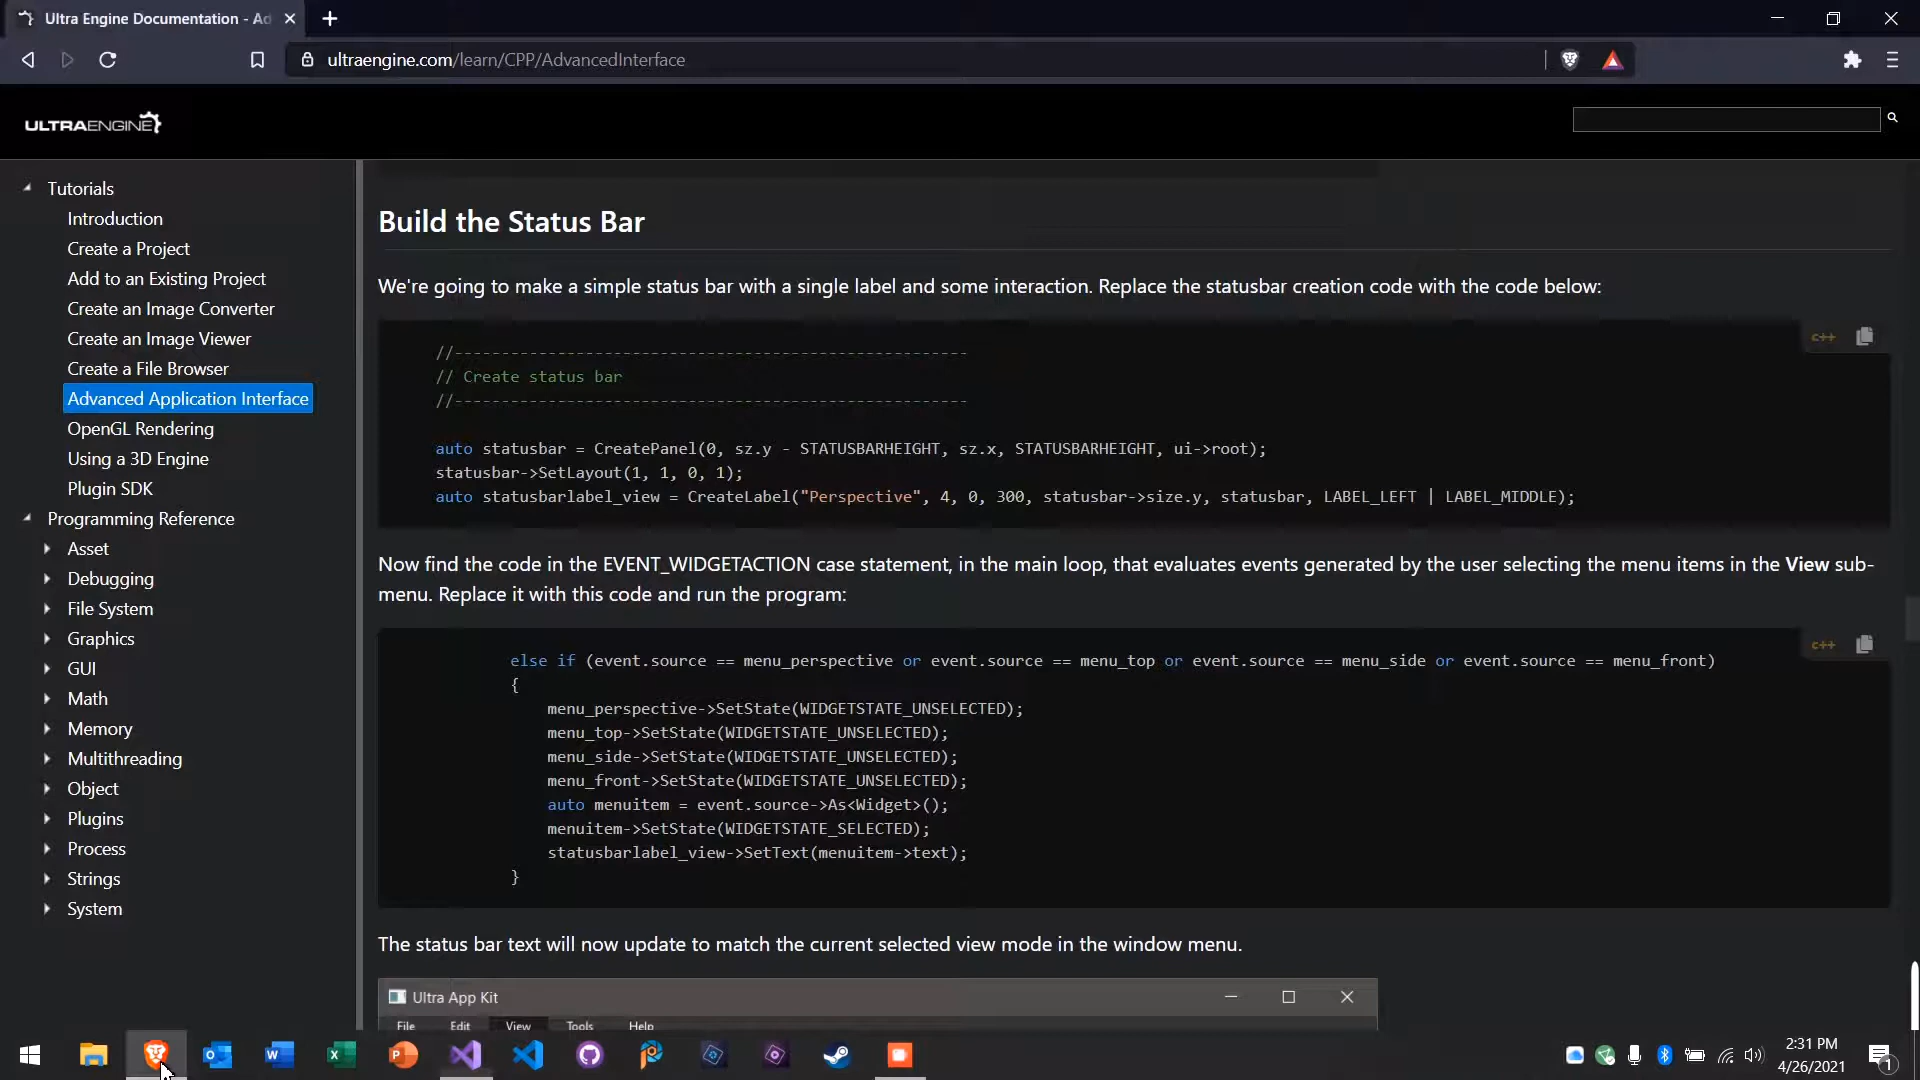 Ultra Engine Documentation - Ad
ultraengine.com/learn/CPP/AdvancedInterface
ULTRAENGINE
Tutorials
Introduction
Create a Project
Add to an Existing Project
Create an Image Converter
Create an Image Viewer
Create a File Browser
Advanced Application Interface
OpenGL Rendering
Using a 3D Engine
Plugin SDK
Programming Reference
Asset
Debugging
File System
Graphics
GUI
Math
Memory
Multithreading
Object
Plugins
Process
Strings
System
Build the Status Bar
We're going to make a simple status bar with a single label and some interaction. Replace the statusbar creation code with the code below:
c++
//-------------------------------------------------------
// Create status bar
//-------------------------------------------------------
auto statusbar = CreatePanel(0, sz.y - STATUSBARHEIGHT, sz.x, STATUSBARHEIGHT, ui->root);
statusbar->SetLayout(1, 1, 0, 1);
auto statusbarlabel_view = CreateLabel("Perspective", 4, 0, 300, statusbar->size.y, statusbar, LABEL_LEFT | LABEL_MIDDLE);
Now find the code in the EVENT_WIDGETACTION case statement, in the main loop, that evaluates events generated by the user selecting the menu items in the View sub-
menu. Replace it with this code and run the program:
c++
else if (event.source == menu_perspective or event.source == menu_top or event.source == menu_side or event.source == menu_front)
{
menu_perspective->SetState(WIDGETSTATE_UNSELECTED);
menu_top->SetState(WIDGETSTATE_UNSELECTED);
menu_side->SetState(WIDGETSTATE_UNSELECTED);
menu_front->SetState(WIDGETSTATE_UNSELECTED);
auto menuitem = event.source->As<Widget>();
menuitem->SetState(WIDGETSTATE_SELECTED);
statusbarlabel_view->SetText(menuitem->text);
}
The status bar text will now update to match the current selected view mode in the window menu.
Ultra App Kit
File Edit View Tools Help
2:31 PM
4/26/2021
1